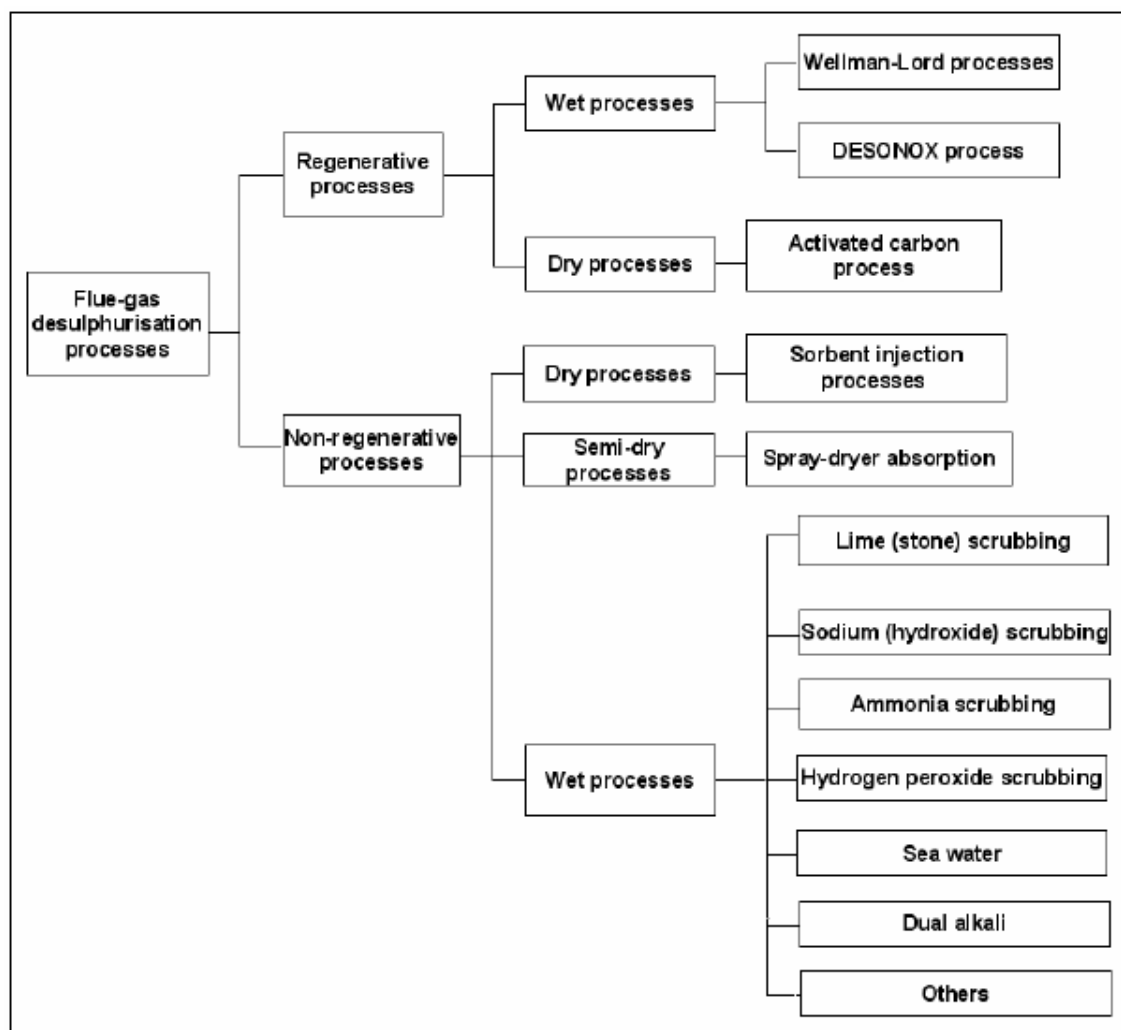 Flue-gas
desulphurisation
processes
Regenerative
processes
Wet processes
Wellman-Lord processes
DESONOX process
Dry processes
Activated carbon
process
Non-regenerative
processes
Dry processes
Sorbent injection
processes
Semi-dry
processes
Spray-dryer absorption
Wet processes
Lime (stone) scrubbing
Sodium (hydroxide) scrubbing
Ammonia scrubbing
Hydrogen peroxide scrubbing
Sea water
Dual alkali
Others